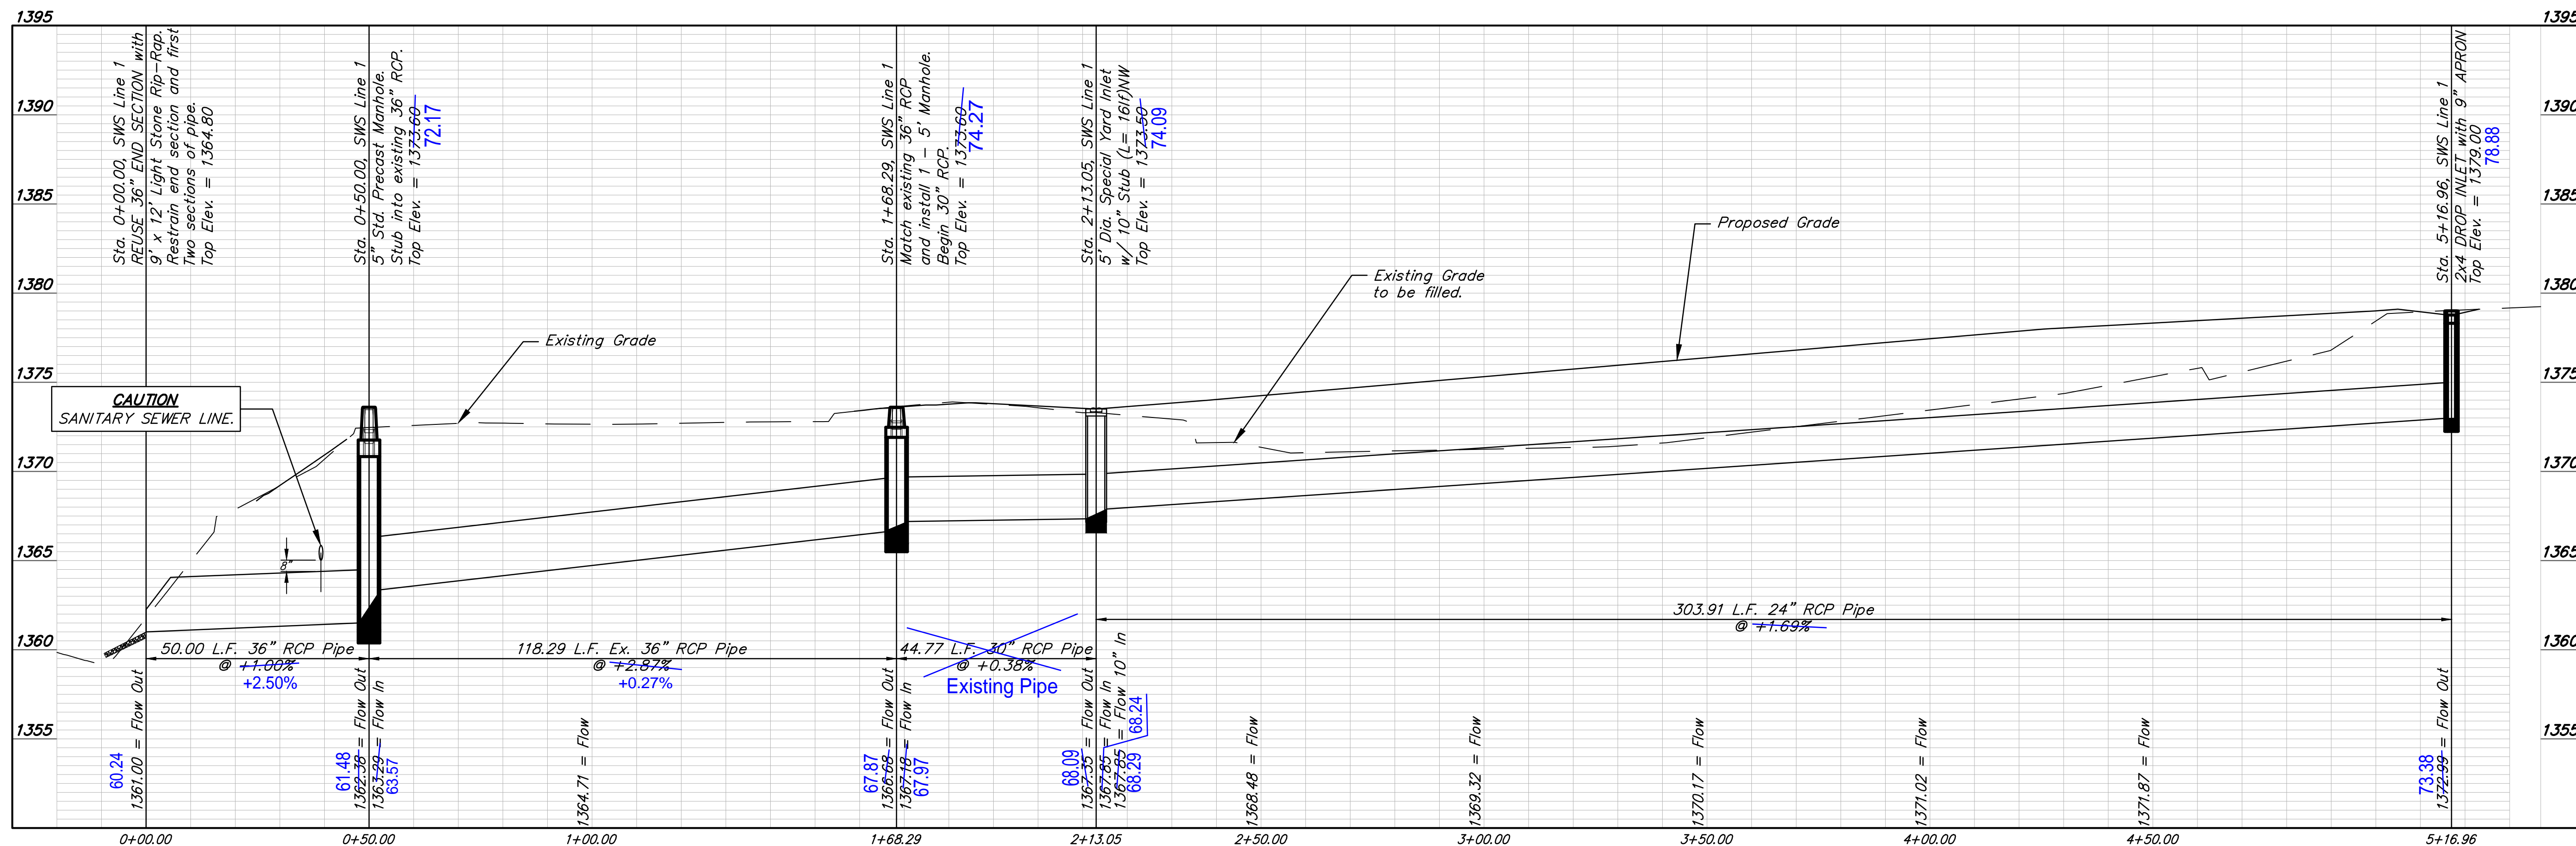 1395
1395
Sta. 0+00.00, SWS Line 1
REUSE 36" END SECTION with
9' x 12' Light Stone Rip-Rap.
Restrain end section and first
Two sections of pipe.
Top Elev. = 1364.80
Sta. 0+50.00, SWS Line 1
5" Std. Precast Manhole.
Stub into existing 36" RCP.
Top Elev. = 1373.60
72.17
Sta. 1+68.29, SWS Line 1
Match existing 36" RCP
and install 1 - 5' Manhole.
Begin 30" RCP.
Top Elev. = 1373.60
74.27
Sta. 2+13.05, SWS Line 1
5' Dia. Special Yard Inlet
w/ 10" Stub (L= 16lf)NW
Top Elev. = 1373.50
74.09
Sta. 5+16.96, SWS Line 1
2x4 DROP INLET with 9" APRON
Top Elev. = 1379.00
78.88
1390
1390
1385
1385
Proposed Grade
1380
1380
Existing Grade
to be filled.
Existing Grade
1375
1375
CAUTION
SANITARY SEWER LINE.
1370
1370
1365
1365
8"
1360
1360
50.00 L.F. 36" RCP Pipe
@ +1.00%
+2.50%
118.29 L.F. Ex. 36" RCP Pipe
@ +2.87%
+0.27%
44.77 L.F. 30" RCP Pipe
@ +0.38%
Existing Pipe
303.91 L.F. 24" RCP Pipe
@ +1.69%
1355
1355
60.24
1361.00 = Flow Out
61.48
1362.38 = Flow Out
1363.29 = Flow In
63.57
1364.71 = Flow
67.87
1366.68 = Flow Out
1367.18 = Flow In
67.97
68.09
1367.35 = Flow Out
1367.85 = Flow In
1367.85 = Flow 10" In
68.29
68.24
1368.48 = Flow
1369.32 = Flow
1370.17 = Flow
1371.02 = Flow
1371.87 = Flow
73.38
1372.99 = Flow Out
0+00.00
0+50.00
1+00.00
1+68.29
2+13.05
2+50.00
3+00.00
3+50.00
4+00.00
4+50.00
5+16.96